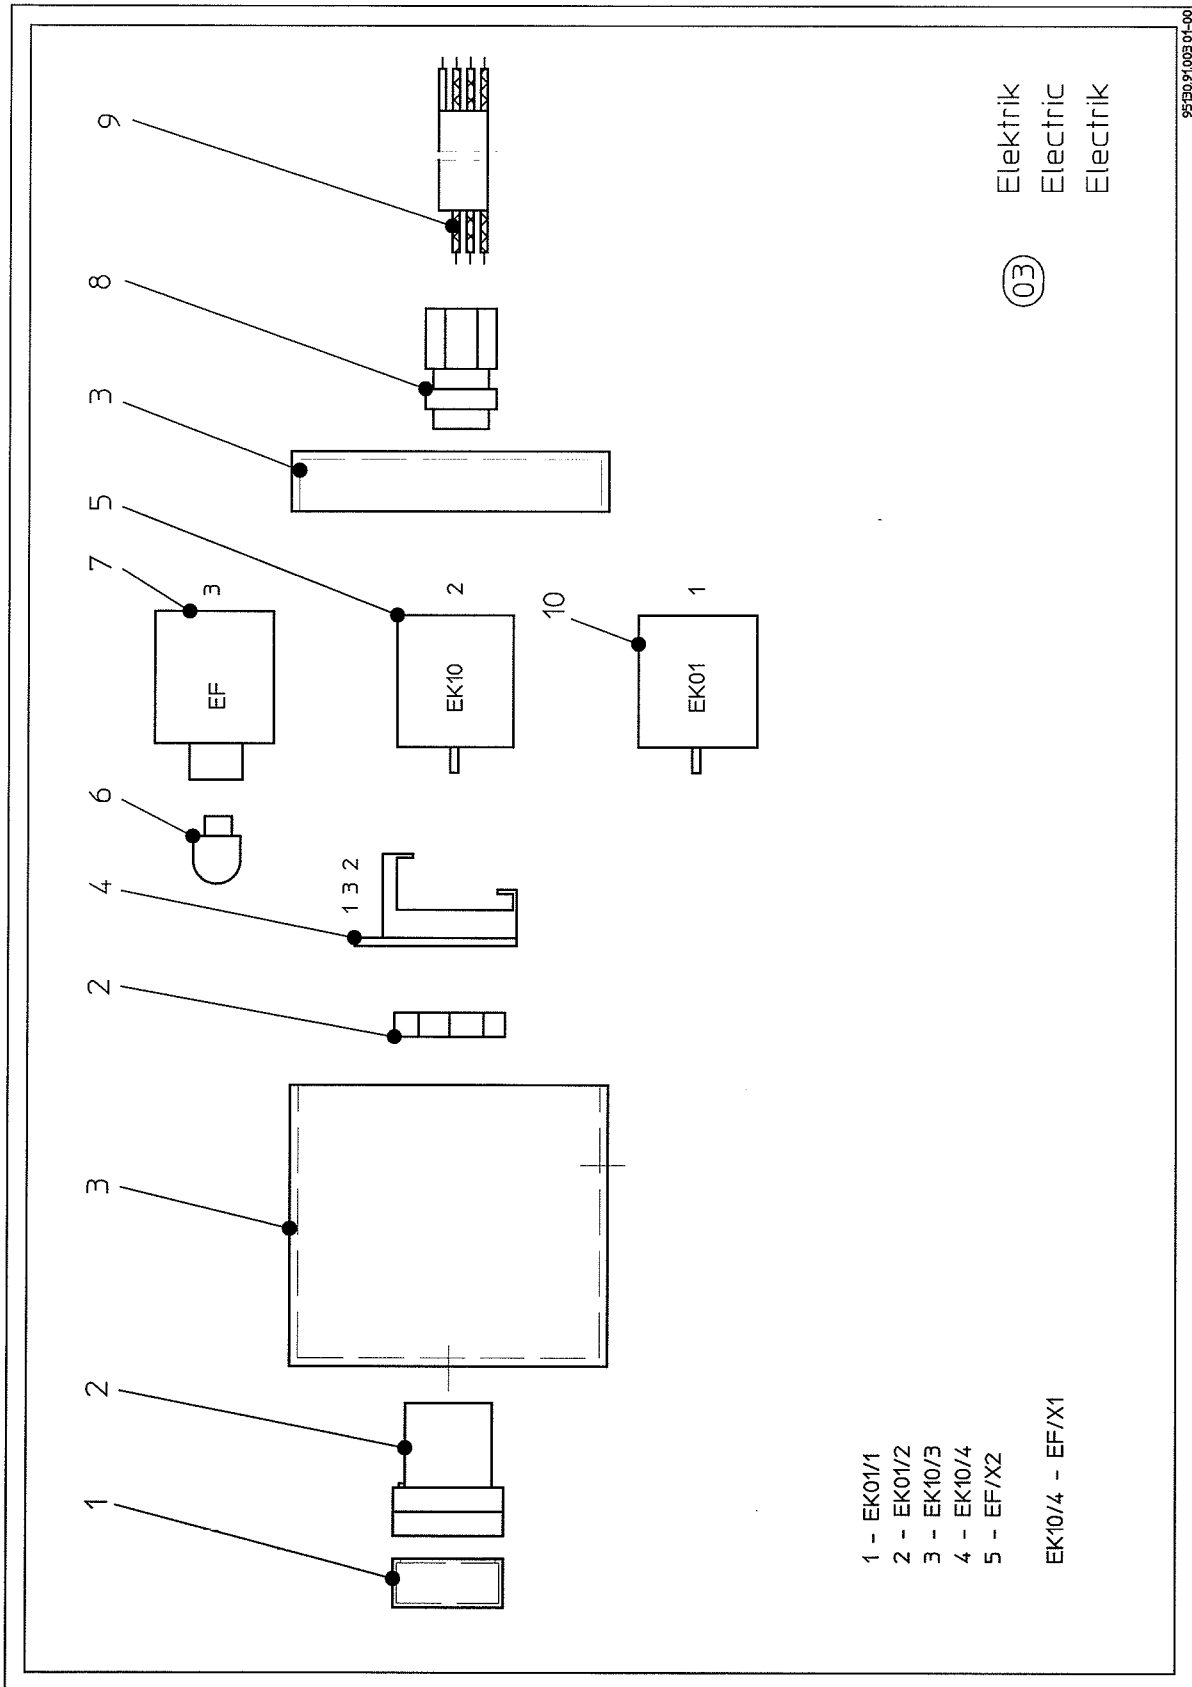 1
2
3
2
4
6
7
5
3
8
9
10
1 3 2
EF
3
EK10
2
EK01
1
1 - EK01/1
2 - EK01/2
3 - EK10/3
4 - EK10/4
5 - EF/X2
EK10/4 - EF/X1
03
Elektrik
Electric
Electrik
95130.91.003 01-00